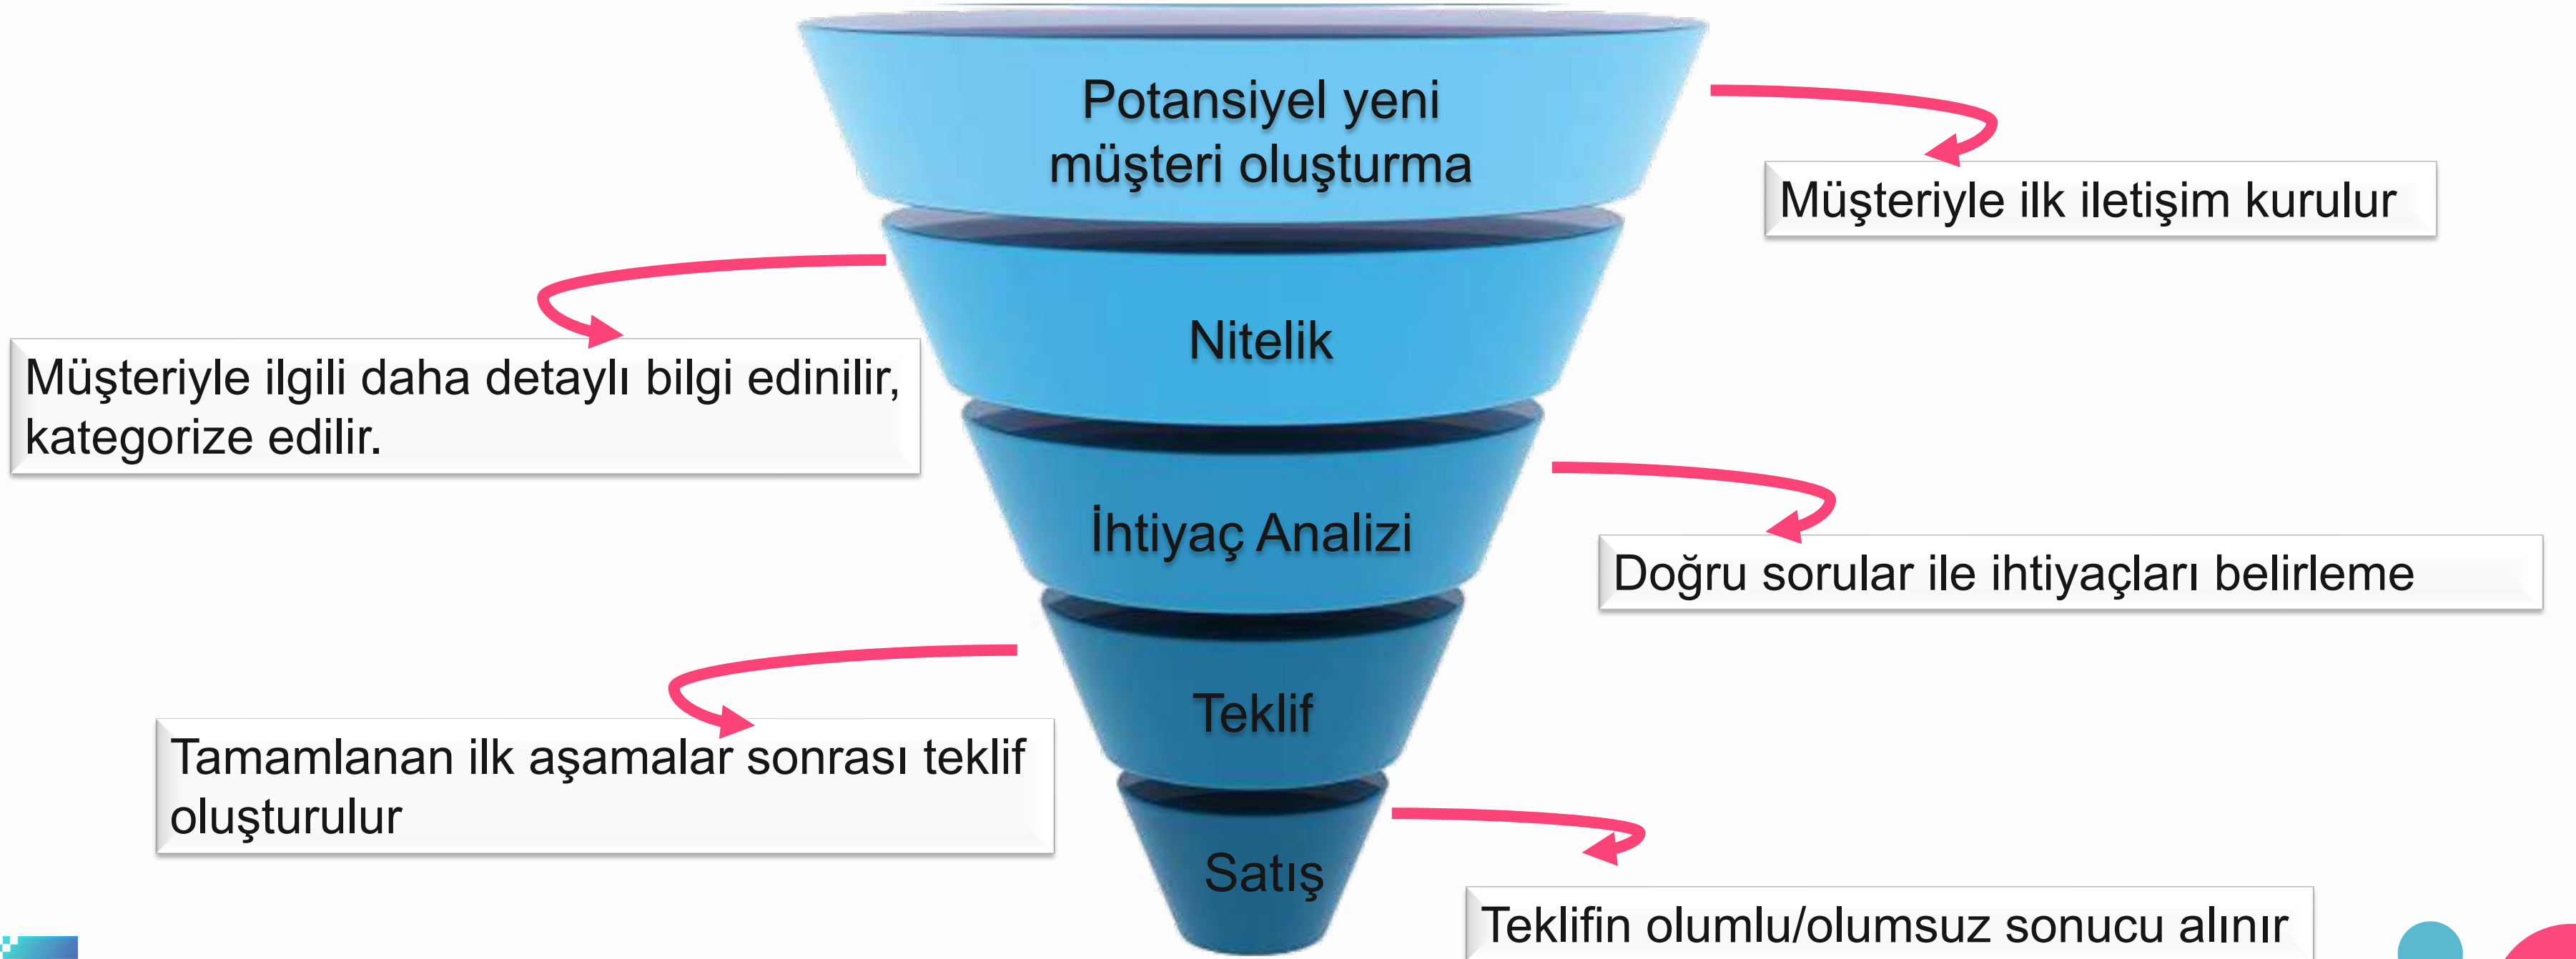 Potansiyel yeni
müşteri oluşturma
Müşteriyle ilk iletişim kurulur
Nitelik
Müşteriyle ilgili daha detaylı bilgi edinilir,
kategorize edilir.
İhtiyaç Analizi
Doğru sorular ile ihtiyaçları belirleme
Teklif
Tamamlanan ilk aşamalar sonrası teklif
oluşturulur
Satış
Teklifin olumlu/olumsuz sonucu alınır